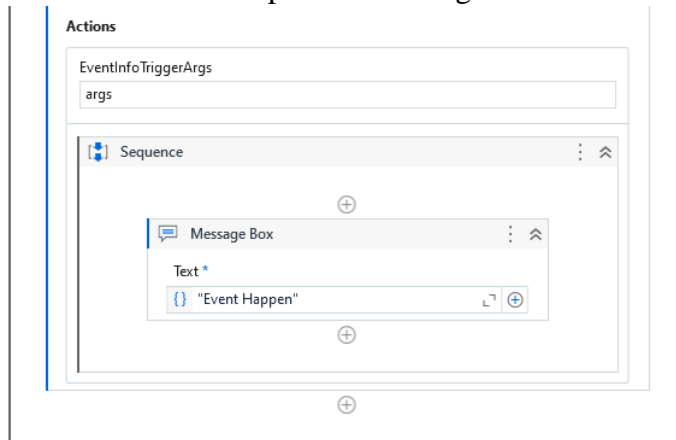 Actions
EventInfoTriggerArgs
args
Sequence
Message Box
Text *
{} "Event Happen"